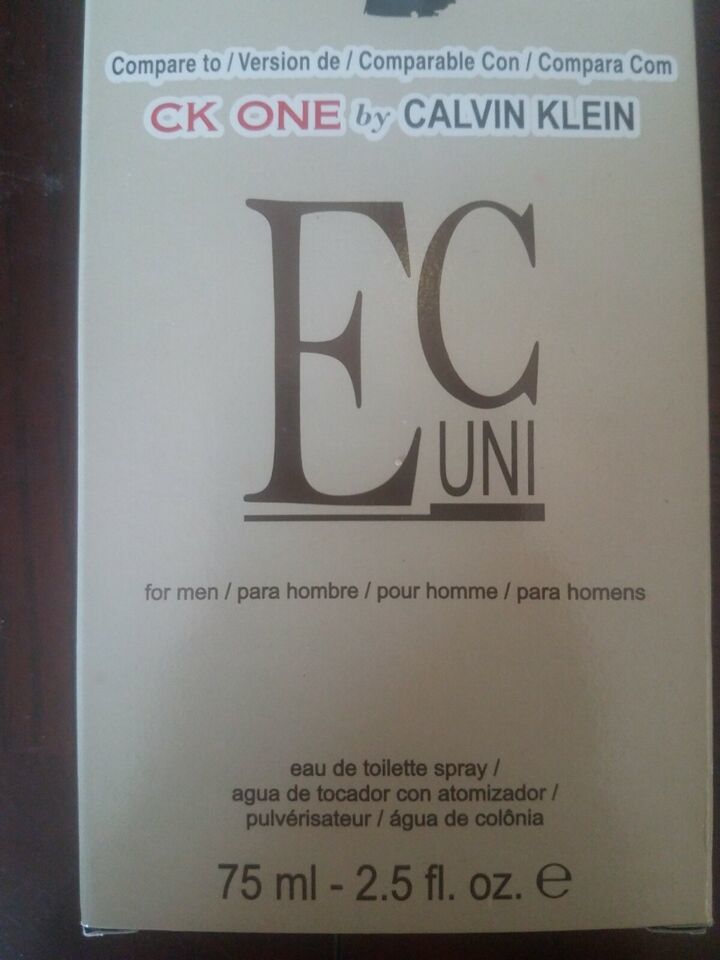 Compare to / Version de / Comparable Con / Compara Com
CK ONE by CALVIN KLEIN
EC
UNI
for men / para hombre / pour homme / para homens
eau de toilette spray /
agua de tocador con atomizador /
pulvérisateur / água de colônia
75 ml - 2.5 fl. oz. ℮